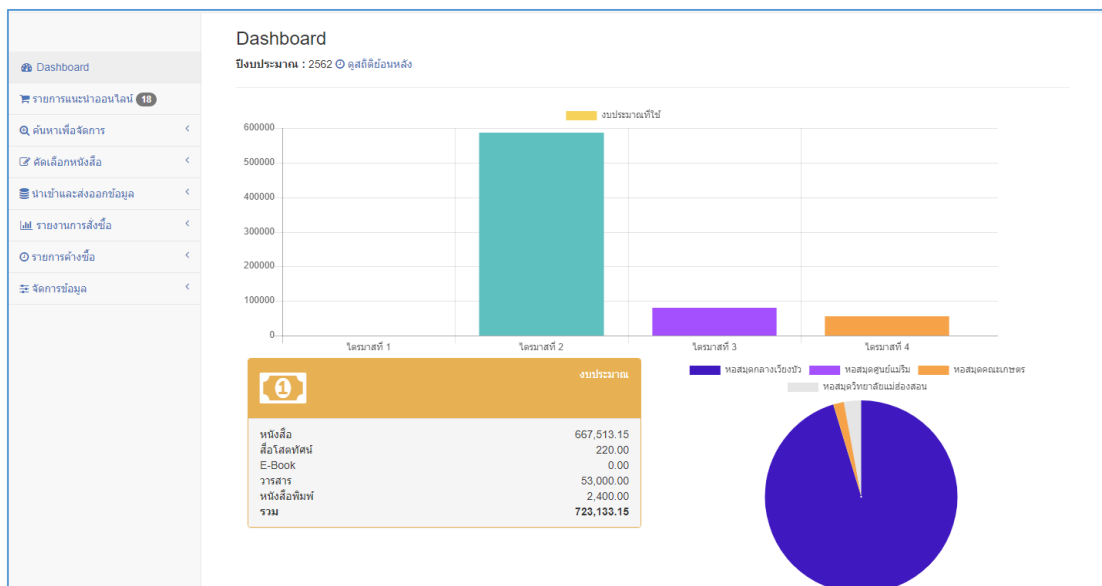 Dashboard
รายการแนะนำออนไลน์ 18
ค้นหาเพื่อจัดการ
คัดเลือกหนังสือ
นำเข้าและส่งออกข้อมูล
รายงานการสั่งซื้อ
รายการค้างซื้อ
จัดการข้อมูล
Dashboard
ปีงบประมาณ : 2562 ดูสถิติย้อนหลัง
งบประมาณที่ใช้
600000
500000
400000
300000
200000
100000
0
ไตรมาสที่ 1 ไตรมาสที่ 2 ไตรมาสที่ 3 ไตรมาสที่ 4
งบประมาณ
หนังสือ 667,513.15
สื่อโสตทัศน์ 220.00
E-Book 0.00
วารสาร 53,000.00
หนังสือพิมพ์ 2,400.00
รวม 723,133.15
หอสมุดกลางเวียงบัว หอสมุดศูนย์แม่ริม หอสมุดคณะเกษตร
หอสมุดวิทยาลัยแม่ฮ่องสอน